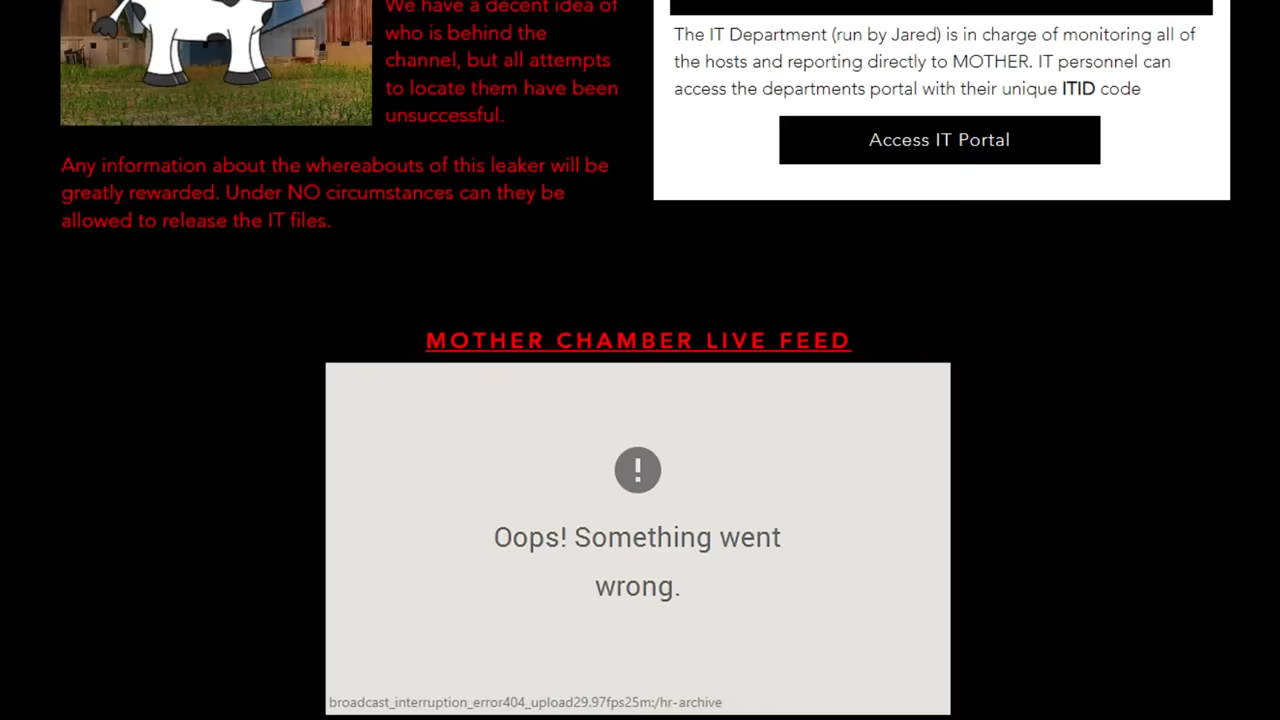 We have a decent idea of
who is behind the
channel, but all attempts
to locate them have been
unsuccessful.
Any information about the whereabouts of this leaker will be
greatly rewarded. Under NO circumstances can they be
allowed to release the IT files.
The IT Department (run by Jared) is in charge of monitoring all of
the hosts and reporting directly to MOTHER. IT personnel can
access the departments portal with their unique ITID code
Access IT Portal
MOTHER CHAMBER LIVE FEED
Oops! Something went
wrong.
broadcast_interruption_error404_upload29.97fps25m:/hr-archive